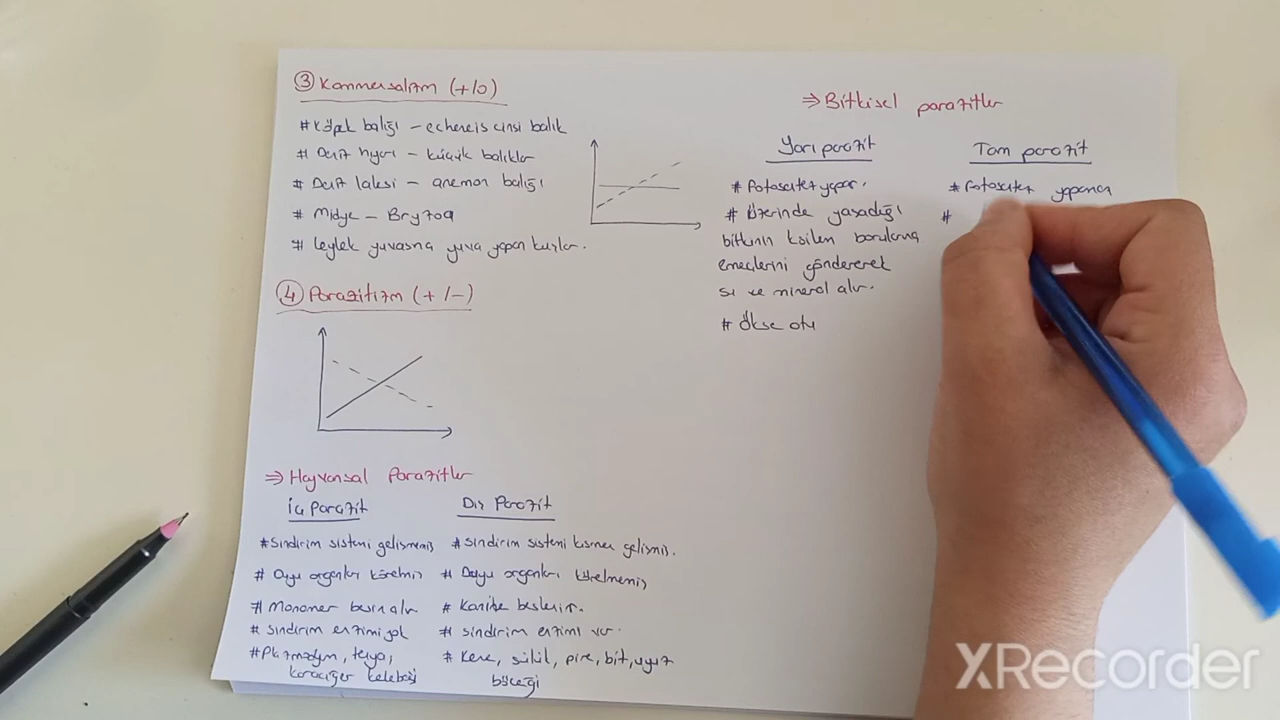 ③ Kommensalizm (+/0)
# Köpek balığı – echeneis cinsi balık
# Deniz hıyarı – küçük balıklar
# Deniz lalesi – anemon balığı
# Midye – Bryzoa
# Leylek yuvasına yuva yapan kuşlar.
④ Parazitizm (+/-)
⇒ Hayvansal Parazitler
İç Parazit
# Sindirim sistemi gelişmemiş
# Duyu organları körelmiş
# Monomer besin alır
# Sindirim enzimi yok
# Plazmodyum, tenya,
karaciğer kelebeği
Dış Parazit
# Sindirim sistemi kısmen gelişmiş.
# Duyu organları körelmemiş
# Kanla beslenir.
# Sindirim enzimi var.
# Kene, sülük, pire, bit, uyuz
böceği
⇒ Bitkisel parazitler
Yarı parazit
# Fotosentez yapar.
# Üzerinde yaşadığı
bitkinin ksilem borularına
emeçlerini göndererek
su ve mineral alır.
# Ökse otu
Tam parazit
# Fotosentez yapamaz
#
XRecorder